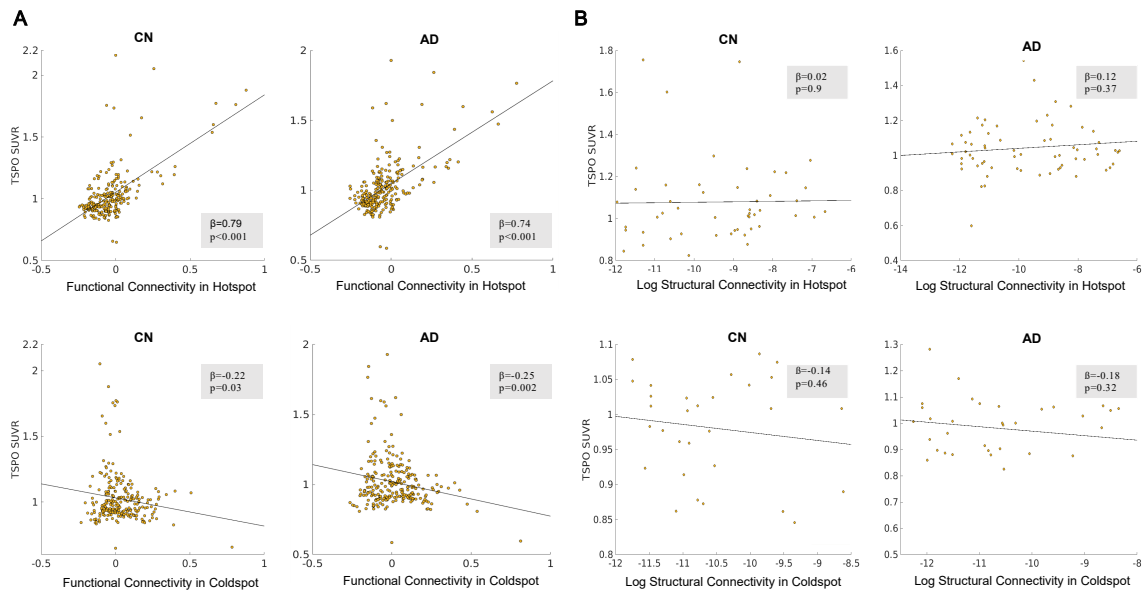 A
B
CN
AD
CN
AD
2.2
2
1.5
1
0.5
TSPO SUVR
β=0.79
p<0.001
-0.5
0
0.5
1
Functional Connectivity in Hotspot
2.2
2
1.5
1
0.5
β=0.74
p<0.001
-0.5
0
0.5
1
Functional Connectivity in Hotspot
1.8
1.6
1.4
1.2
1
0.8
TSPO SUVR
β=0.02
p=0.9
-12
-11
-10
-9
-8
-7
-6
Log Structural Connectivity in Hotspot
1.6
1.4
1.2
1
0.8
0.6
0.4
β=0.12
p=0.37
-14
-12
-10
-8
-6
Log Structural Connectivity in Hotspot
CN
AD
CN
AD
2.2
2
1.5
1
TSPO SUVR
β=-0.22
p=0.03
-0.5
0
0.5
1
Functional Connectivity in Coldspot
2
1.5
1
0.5
β=-0.25
p=0.002
-0.5
0
0.5
1
Functional Connectivity in Coldspot
1.1
1.05
1
0.95
0.9
0.85
0.8
TSPO SUVR
β=-0.14
p=0.46
-12
-11.5
-11
-10.5
-10
-9.5
-9
-8.5
Log Structural Connectivity in Coldspot
1.3
1.2
1.1
1
0.9
0.8
0.7
0.6
0.5
β=-0.18
p=0.32
-12
-11
-10
-9
-8
Log Structural Connectivity in Coldspot